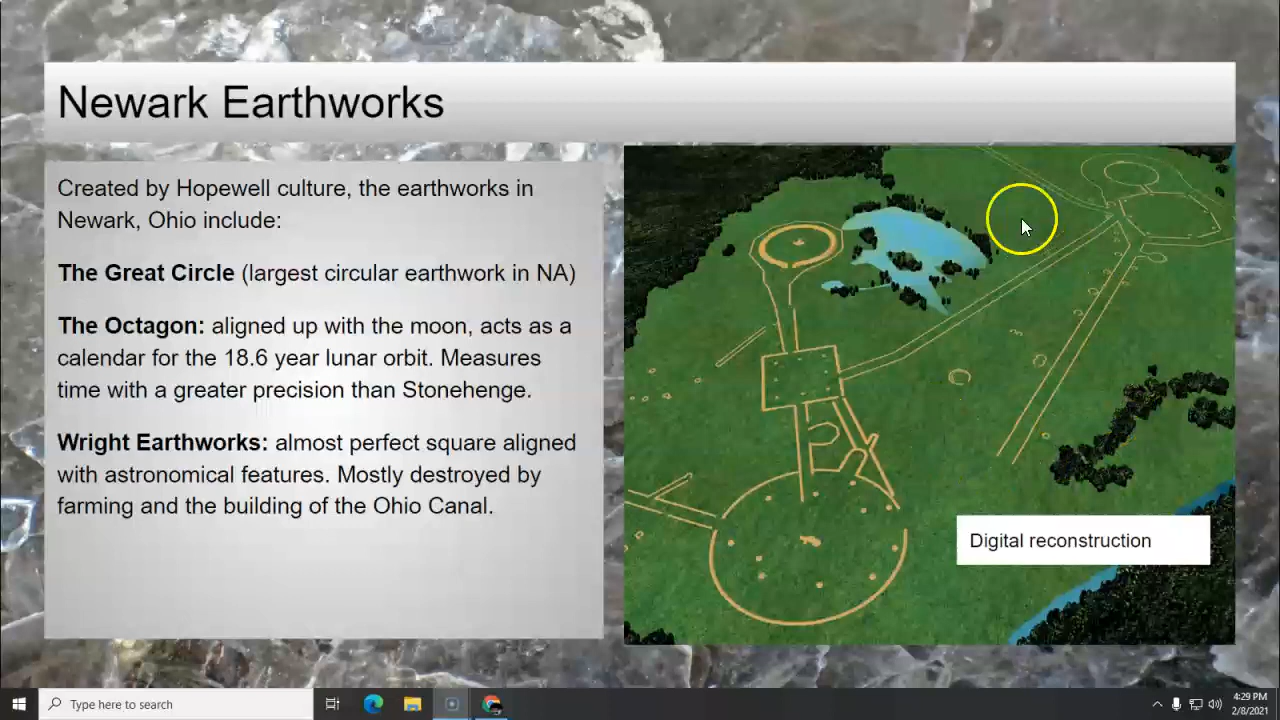 Newark Earthworks
Created by Hopewell culture, the earthworks in
Newark, Ohio include:
The Great Circle (largest circular earthwork in NA)
The Octagon: aligned up with the moon, acts as a
calendar for the 18.6 year lunar orbit. Measures
time with a greater precision than Stonehenge.
Wright Earthworks: almost perfect square aligned
with astronomical features. Mostly destroyed by
farming and the building of the Ohio Canal.
Digital reconstruction
Type here to search
4:29 PM
2/8/2021